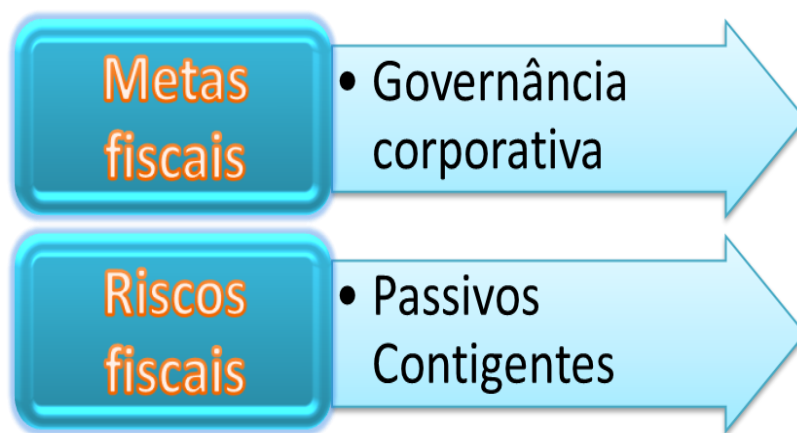 Metas
fiscais
• Governância
corporativa
Riscos
fiscais
• Passivos
Contigentes